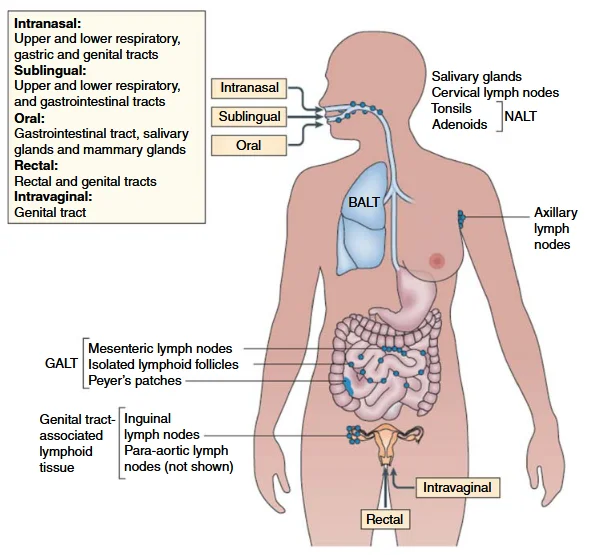 Intranasal:
Upper and lower respiratory,
gastric and genital tracts
Sublingual:
Upper and lower respiratory,
and gastrointestinal tracts
Oral:
Gastrointestinal tract, salivary
glands and mammary glands
Rectal:
Rectal and genital tracts
Intravaginal:
Genital tract
Intranasal
Sublingual
Oral
Salivary glands
Cervical lymph nodes
Tonsils
Adenoids
NALT
BALT
Axillary
lymph
nodes
GALT
Mesenteric lymph nodes
Isolated lymphoid follicles
Peyer's patches
Genital tract-
associated
lymphoid
tissue
Inguinal
lymph nodes
Para-aortic lymph
nodes (not shown)
Intravaginal
Rectal